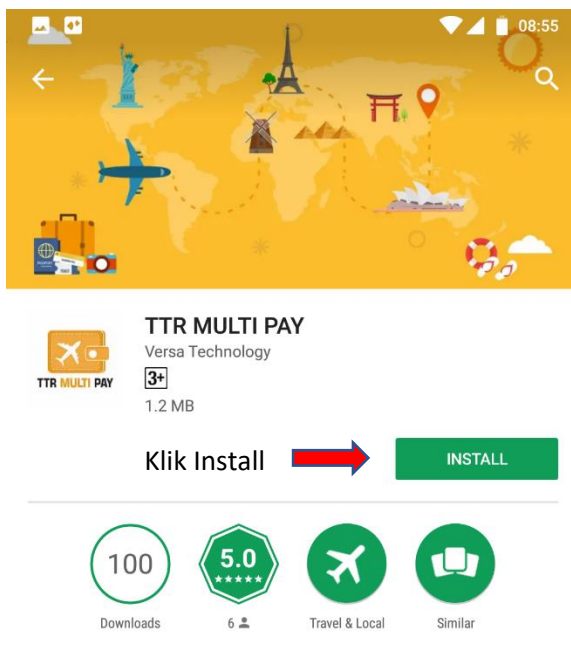 08:55
TTR MULTI PAY
Versa Technology
3+
1.2 MB
TTR MULTI PAY
Klik Install
INSTALL
100
5.0
Downloads
6
Travel & Local
Similar